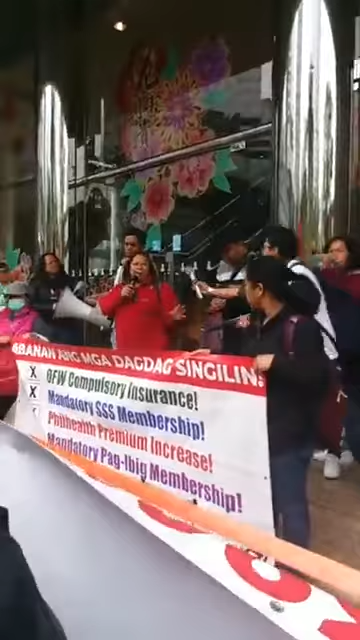 ABANAN ANG MGA DAGDAG SINGILIN!
X OFW Compulsory Insurance!
X Mandatory SSS Membership!
X Philhealth Premium Increase!
Mandatory Pag-ibig Membership!